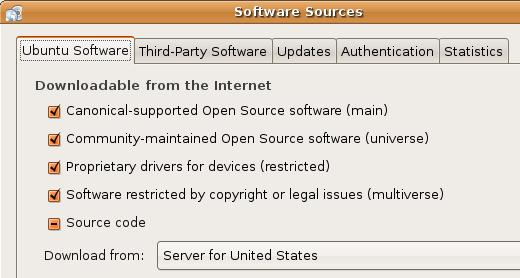 Software Sources
Ubuntu Software Third-Party Software Updates Authentication Statistics
Downloadable from the Internet
Canonical-supported Open Source software (main)
Community-maintained Open Source software (universe)
Proprietary drivers for devices (restricted)
Software restricted by copyright or legal issues (multiverse)
Source code
Download from: Server for United States